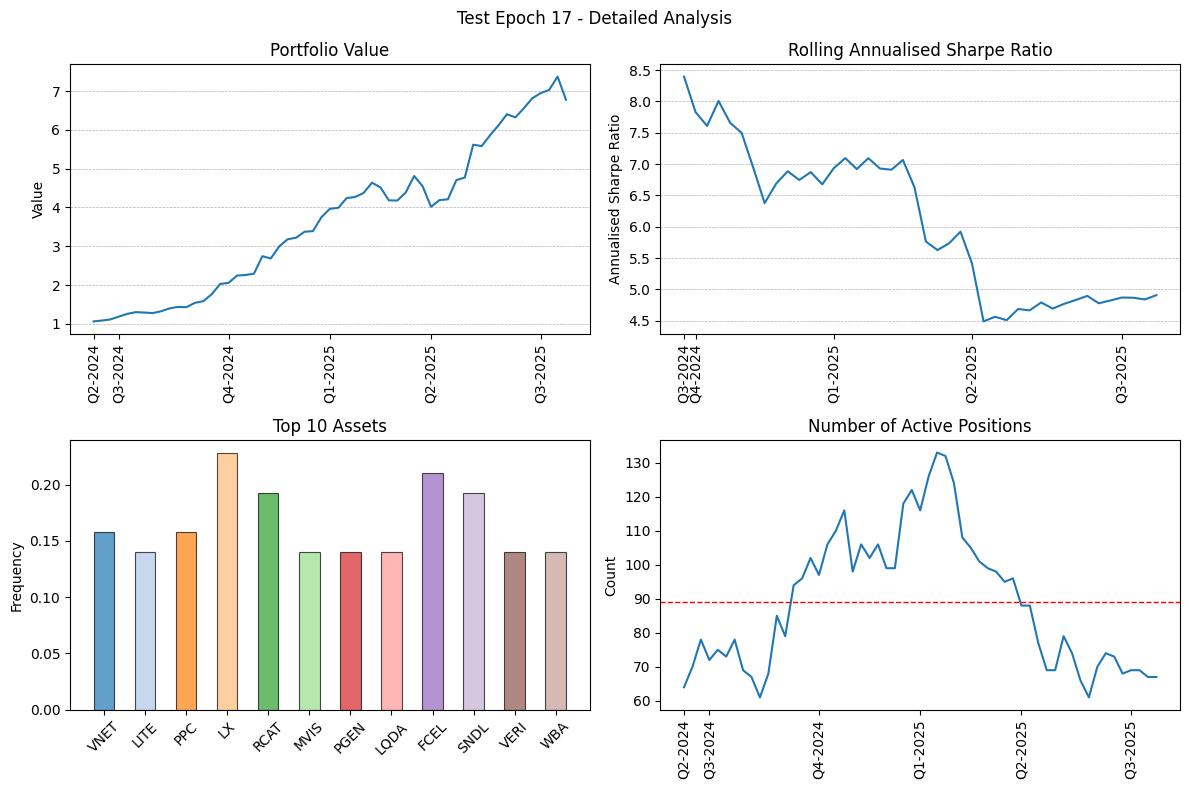 Test Epoch 17 - Detailed Analysis
Portfolio Value
Value
7
6
5
4
3
2
1
Q2-2024
Q3-2024
Q4-2024
Q1-2025
Q2-2025
Q3-2025
Rolling Annualised Sharpe Ratio
Annualised Sharpe Ratio
8.5
8.0
7.5
7.0
6.5
6.0
5.5
5.0
4.5
Q3-2024
Q4-2024
Q1-2025
Q2-2025
Q3-2025
Top 10 Assets
Frequency
0.20
0.15
0.10
0.05
0.00
VNET
LITE
PPC
LX
RCAT
MVIS
PGEN
LQDA
FCEL
SNDL
VERI
WBA
Number of Active Positions
Count
130
120
110
100
90
80
70
60
Q2-2024
Q3-2024
Q4-2024
Q1-2025
Q2-2025
Q3-2025